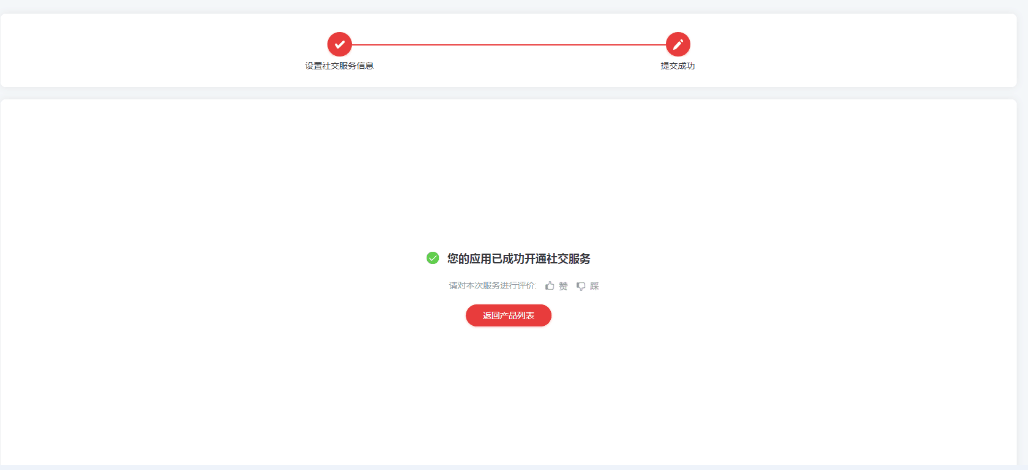 设置社交服务信息
提交成功
您的应用已成功开通社交服务
请对本次服务进行评价: 赞 踩
返回产品列表